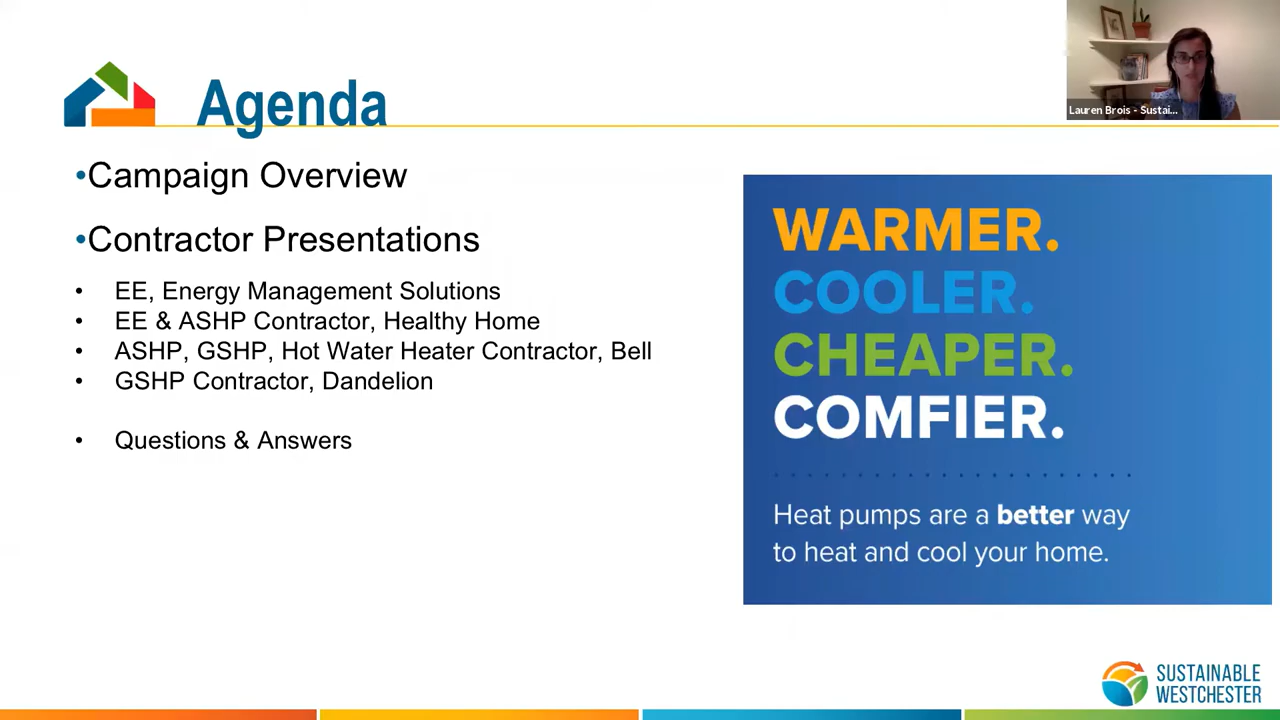 Agenda
Lauren Brois - Sustai...
•Campaign Overview
•Contractor Presentations
• EE, Energy Management Solutions
• EE & ASHP Contractor, Healthy Home
• ASHP, GSHP, Hot Water Heater Contractor, Bell
• GSHP Contractor, Dandelion
• Questions & Answers
WARMER.
COOLER.
CHEAPER.
COMFIER.
Heat pumps are a better way
to heat and cool your home.
SUSTAINABLE
WESTCHESTER